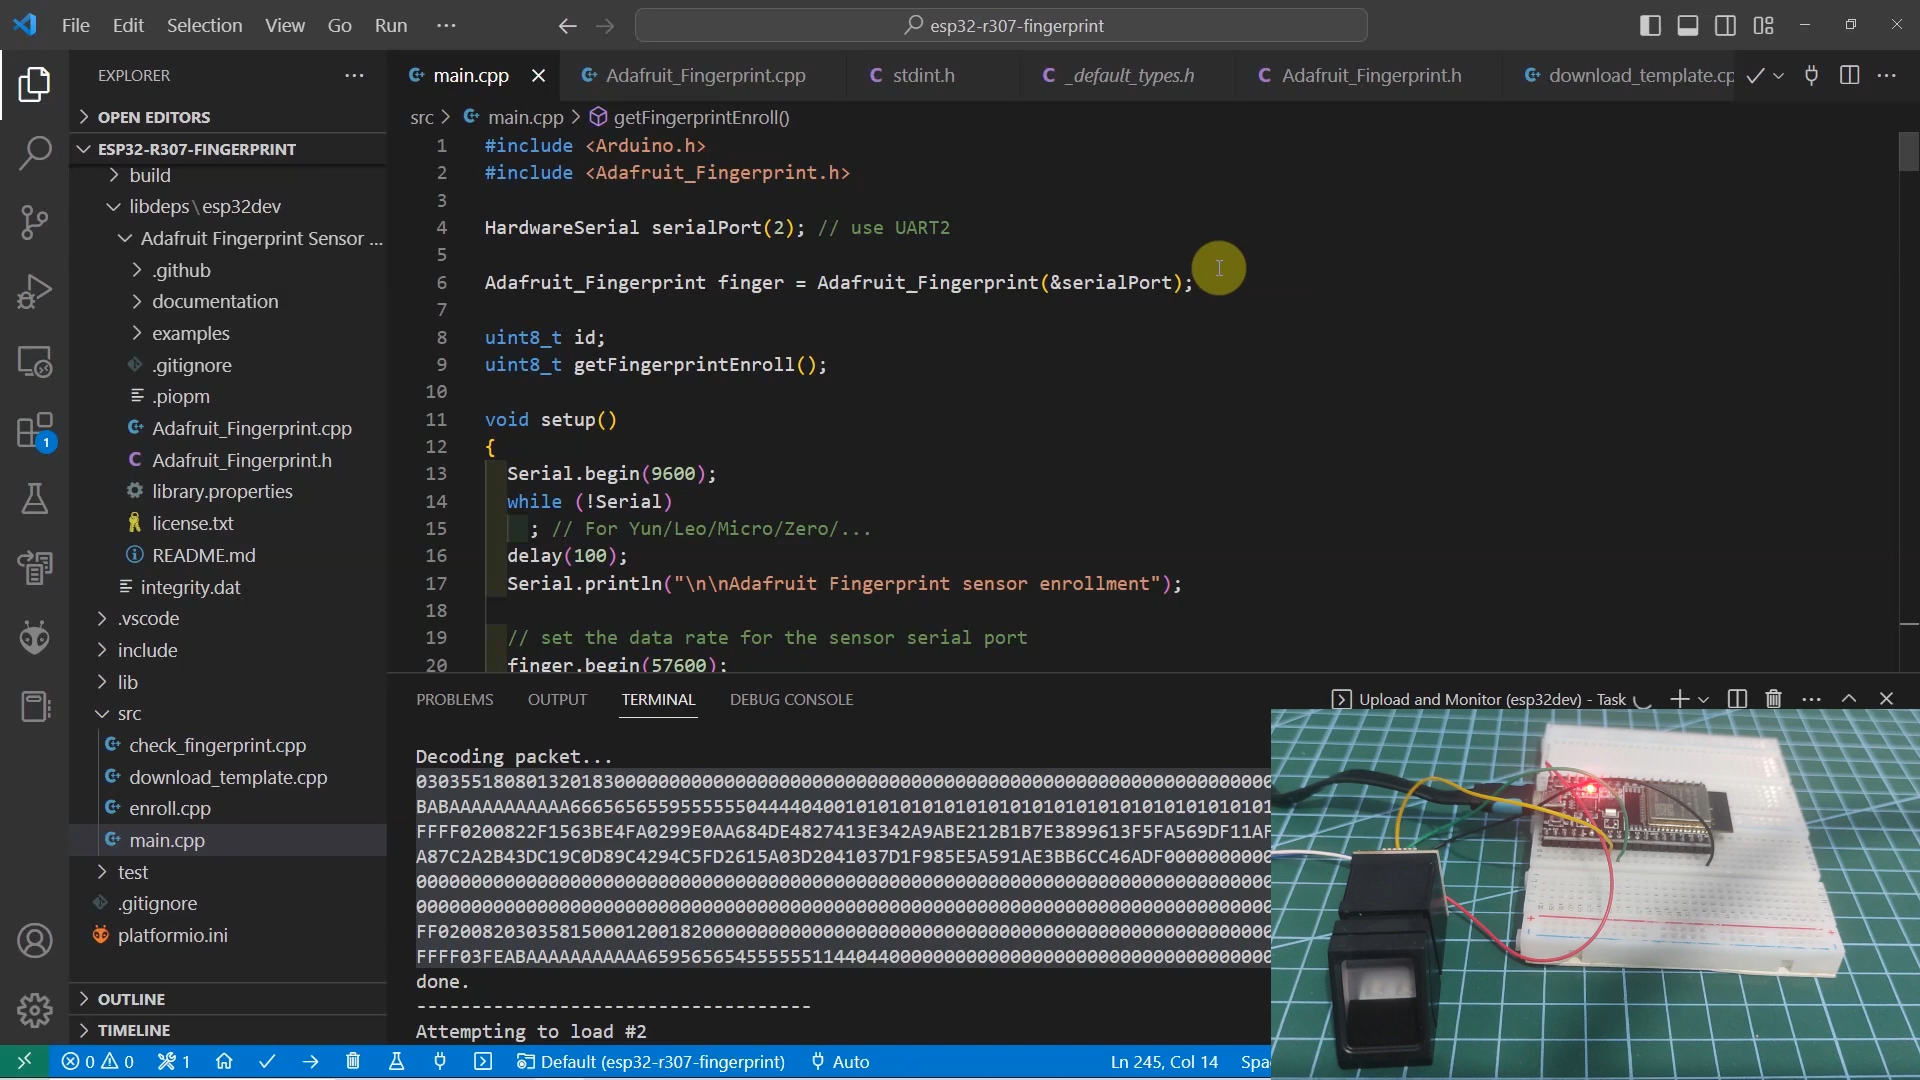 File Edit Selection View Go Run ···
esp32-r307-fingerprint
EXPLORER
main.cpp
Adafruit_Fingerprint.cpp
stdint.h
_default_types.h
Adafruit_Fingerprint.h
download_template.cp
OPEN EDITORS
ESP32-R307-FINGERPRINT
build
libdeps\esp32dev
Adafruit Fingerprint Sensor ...
.github
documentation
examples
.gitignore
.piopm
Adafruit_Fingerprint.cpp
Adafruit_Fingerprint.h
library.properties
license.txt
README.md
integrity.dat
.vscode
include
lib
src
check_fingerprint.cpp
download_template.cpp
enroll.cpp
main.cpp
test
.gitignore
platformio.ini
OUTLINE
TIMELINE
1
src > main.cpp > getFingerprintEnroll()
1 #include <Arduino.h>
2 #include <Adafruit_Fingerprint.h>
3
4 HardwareSerial serialPort(2); // use UART2
5
6 Adafruit_Fingerprint finger = Adafruit_Fingerprint(&serialPort);
7
8 uint8_t id;
9 uint8_t getFingerprintEnroll();
10
11 void setup()
12 {
13 Serial.begin(9600);
14 while (!Serial)
15 ; // For Yun/Leo/Micro/Zero/...
16 delay(100);
17 Serial.println("\n\nAdafruit Fingerprint sensor enrollment");
18
19 // set the data rate for the sensor serial port
20 finger.begin(57600);
PROBLEMS OUTPUT TERMINAL DEBUG CONSOLE
Upload and Monitor (esp32dev) - Task
Decoding packet...
done.
------------------------------------
Attempting to load #2
0 0 1 Default (esp32-r307-fingerprint) Auto Ln 245, Col 14 Spac